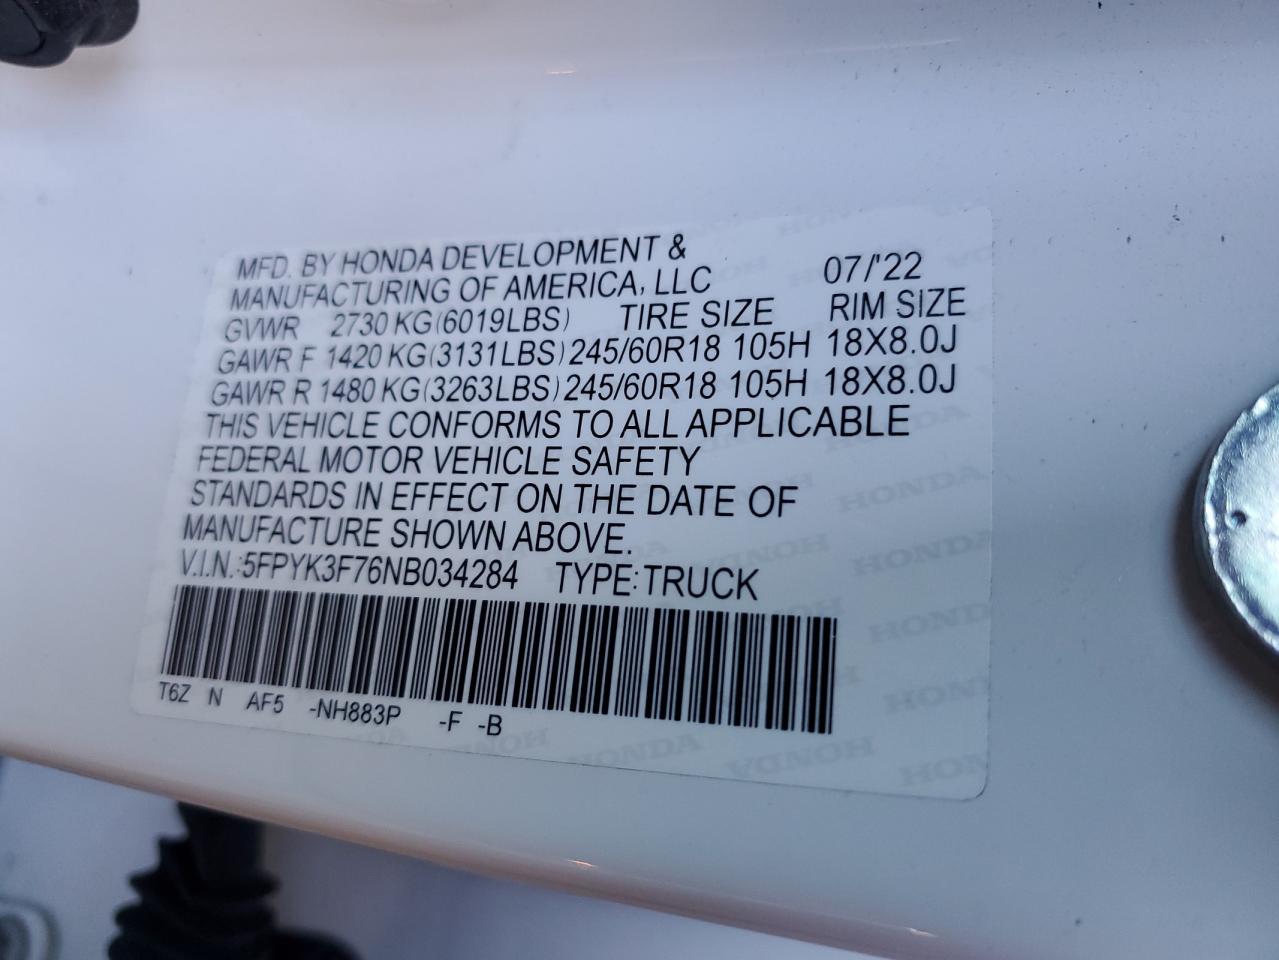 MFD. BY HONDA DEVELOPMENT &
MANUFACTURING OF AMERICA, LLC 07/'22
GVWR 2730 KG(6019LBS) TIRE SIZE RIM SIZE
GAWR F 1420 KG(3131LBS) 245/60R18 105H 18X8.0J
GAWR R 1480 KG(3263LBS) 245/60R18 105H 18X8.0J
THIS VEHICLE CONFORMS TO ALL APPLICABLE
FEDERAL MOTOR VEHICLE SAFETY
STANDARDS IN EFFECT ON THE DATE OF
MANUFACTURE SHOWN ABOVE.
V.I.N.:5FPYK3F76NB034284 TYPE:TRUCK
T6Z N AF5 -NH883P -F -B